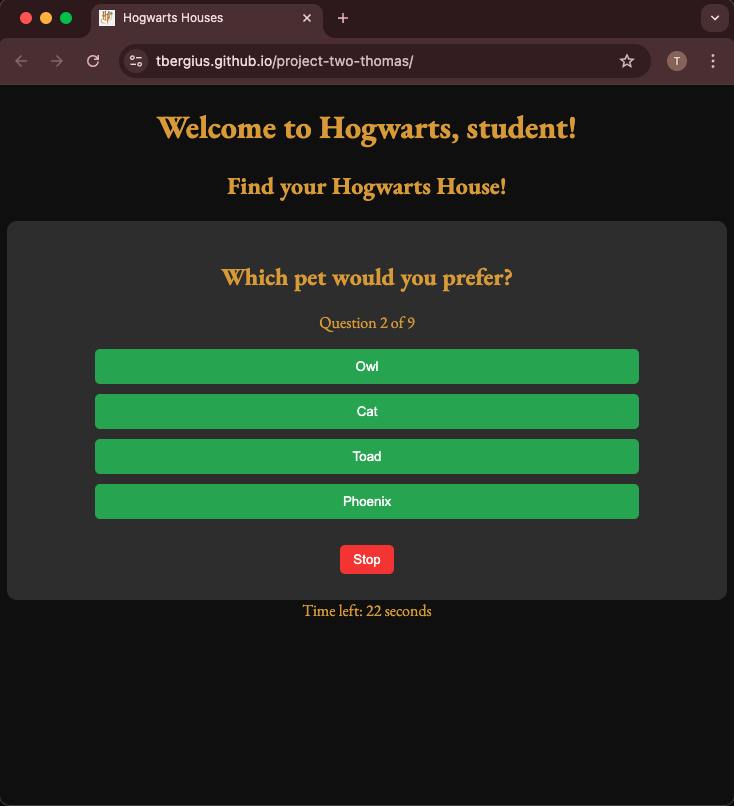 Hogwarts Houses
tbergius.github.io/project-two-thomas/
T
Welcome to Hogwarts, student!
Find your Hogwarts House!
Which pet would you prefer?
Question 2 of 9
Owl
Cat
Toad
Phoenix
Stop
Time left: 22 seconds